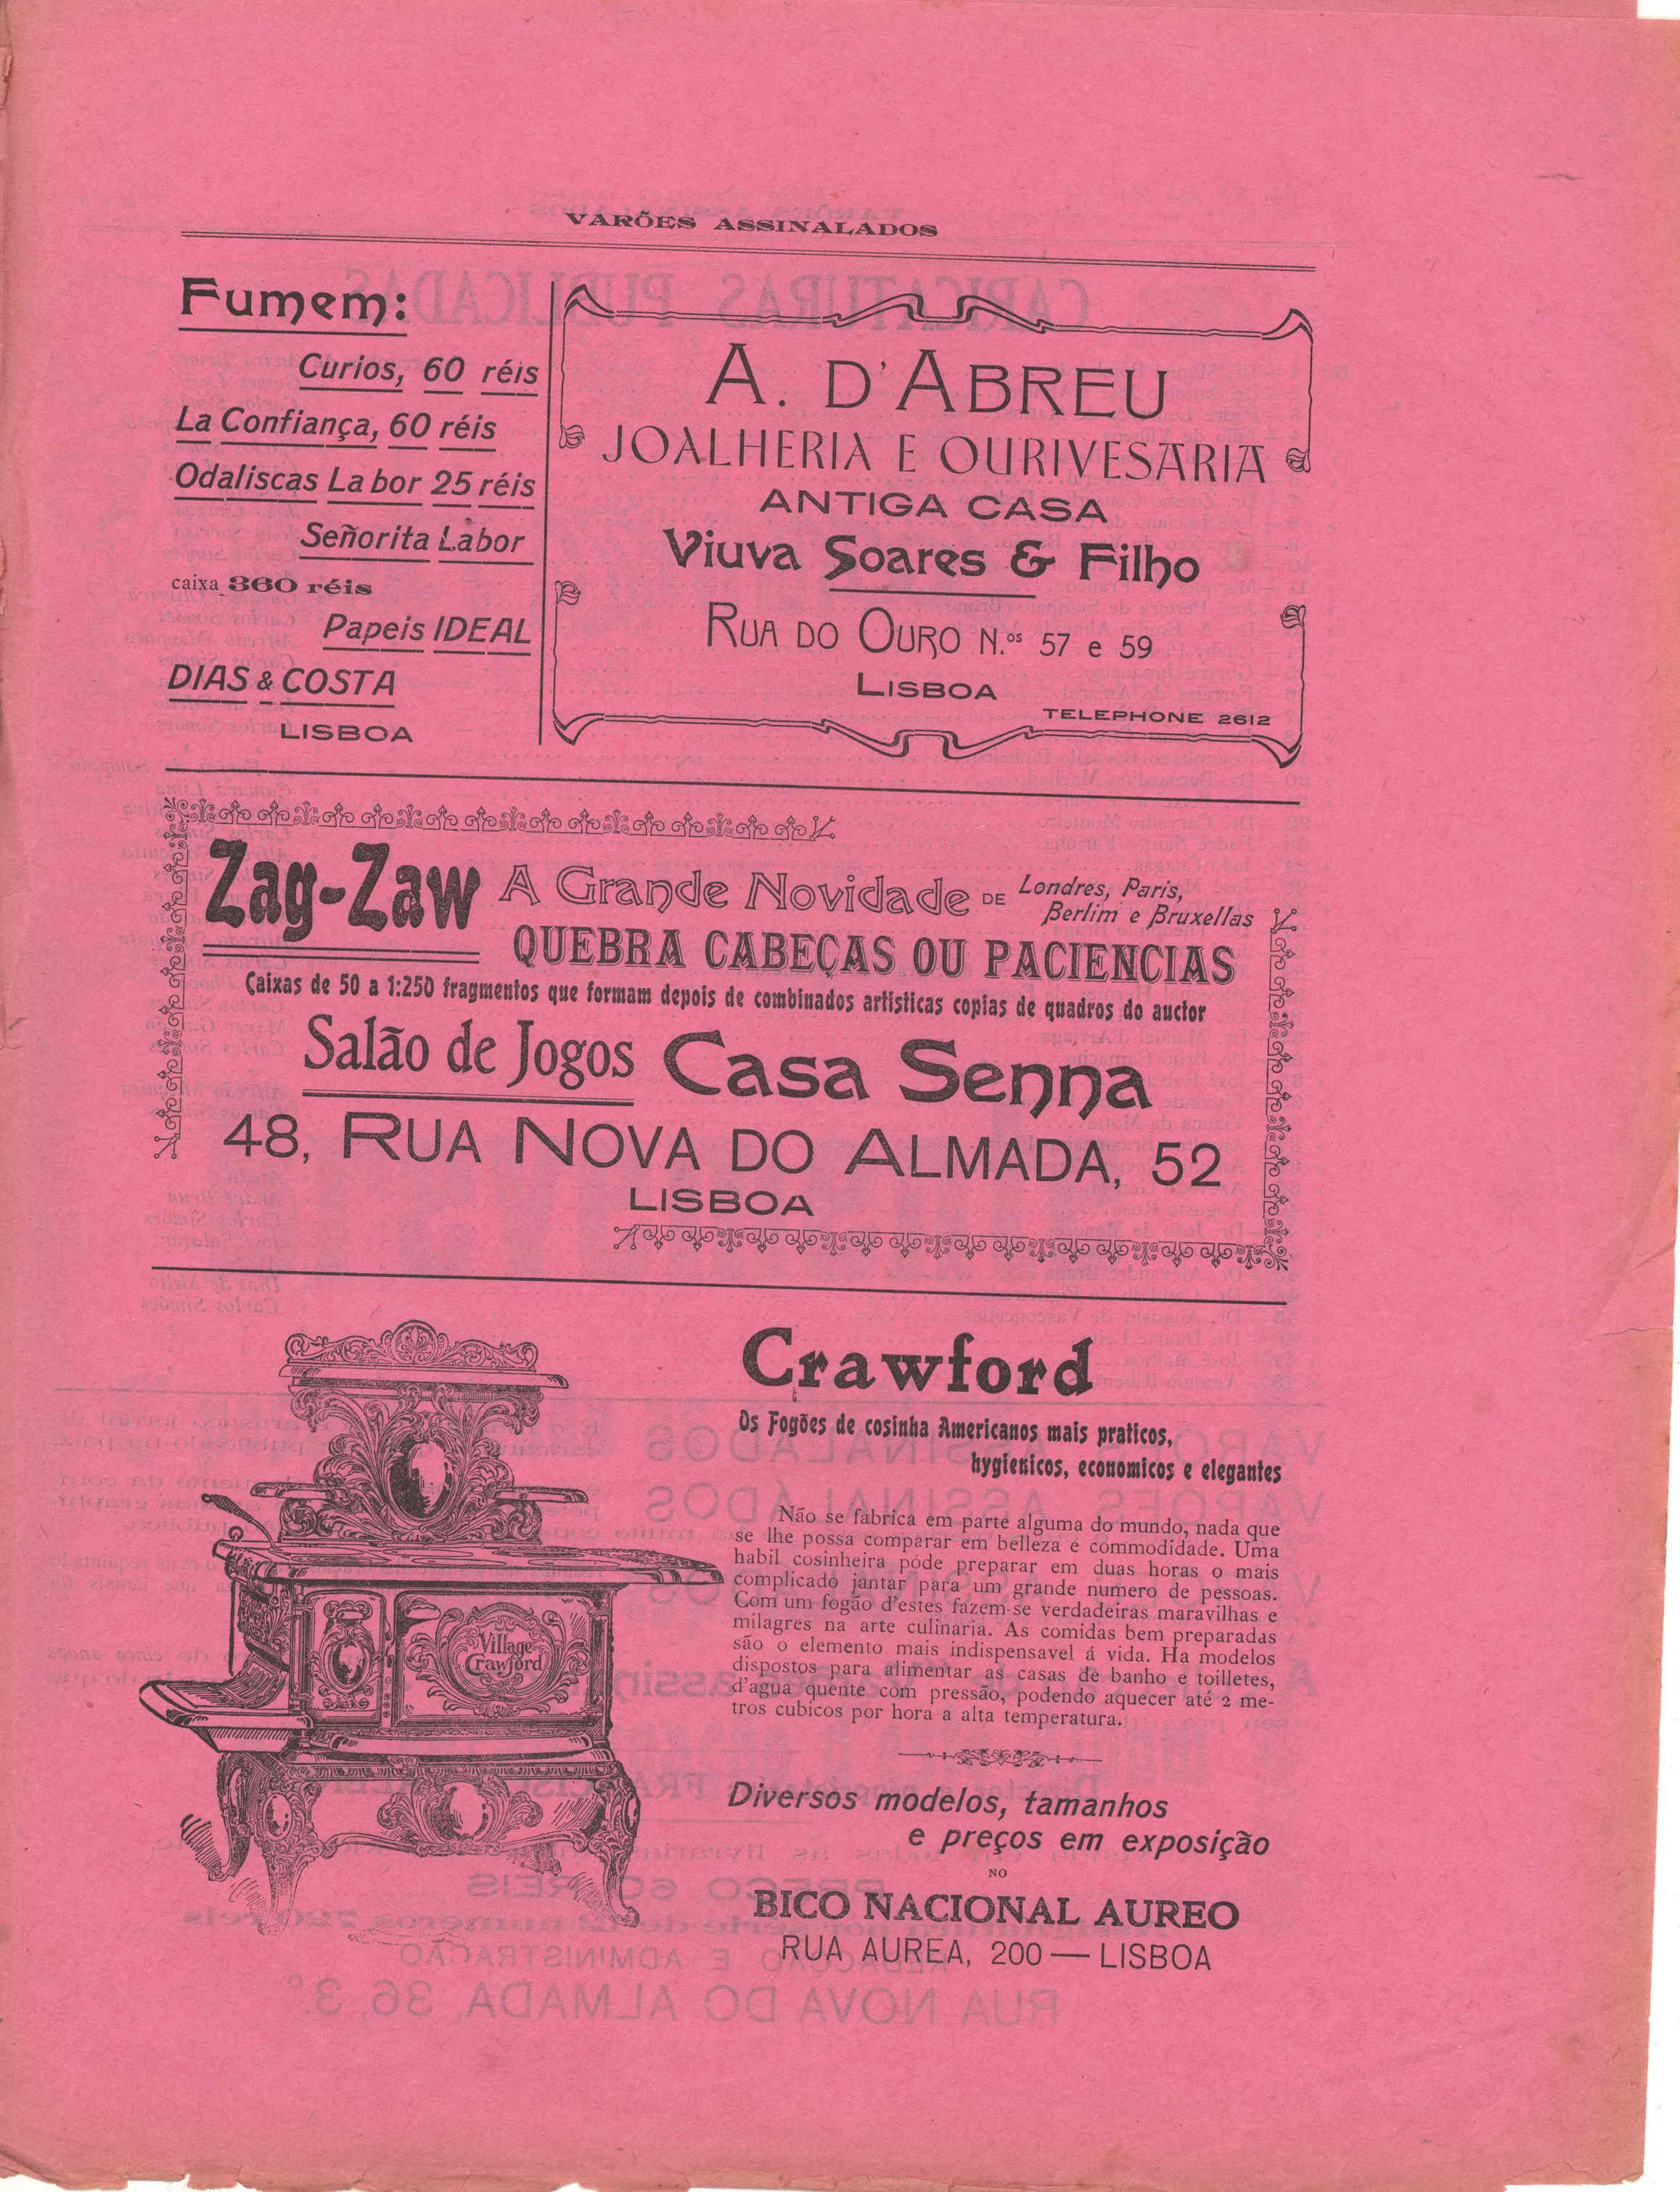 VARÕES ASSINALADOS
Fumem:
Curios, 60 réis
La Confiança, 60 réis
Odaliscas Labor 25 réis
Señorita Labor
caixa 360 réis
Papeis IDEAL
DIAS & COSTA
LISBOA
A. D'ABREU
JOALHERIA E OURIVESARIA
ANTIGA CASA
Viuva Soares & Filho
RUA DO OURO N.os 57 e 59
LISBOA
TELEPHONE 2612
Zag-Zaw A Grande Novidade DE Londres, Paris,
Berlim e Bruxellas
QUEBRA CABEÇAS OU PACIENCIAS
Caixas de 50 a 1:250 fragmentos que formam depois de combinados artisticas copias de quadros do auctor
Salão de Jogos Casa Senna
48, RUA NOVA DO ALMADA, 52
LISBOA
Village
Crawford
Crawford
Os Fogões de cosinha Americanos mais praticos,
hygienicos, economicos e elegantes
Não se fabrica em parte alguma do mundo, nada que
se lhe possa comparar em belleza e commodidade. Uma
habil cosinheira póde preparar em duas horas o mais
complicado jantar para um grande numero de pessoas.
Com um fogão d'estes fazem-se verdadeiras maravilhas e
milagres na arte culinaria. As comidas bem preparadas
são o elemento mais indispensavel á vida. Ha modelos
dispostos para alimentar as casas de banho e toilletes,
d'agua quente com pressão, podendo aquecer até 2 me-
tros cubicos por hora a alta temperatura.
Diversos modelos, tamanhos
e preços em exposição
NO
BICO NACIONAL AUREO
RUA AUREA, 200 — LISBOA